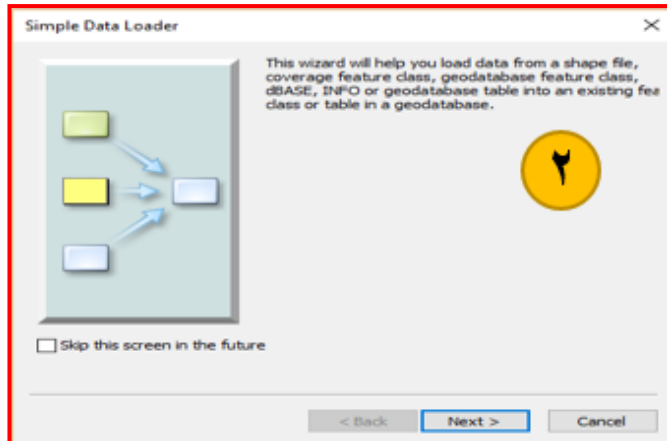 Simple Data Loader
This wizard will help you load data from a shape file,
coverage feature class, geodatabase feature class,
dBASE, INFO or geodatabase table into an existing fea
class or table in a geodatabase.
٢
Skip this screen in the future
< Back
Next >
Cancel